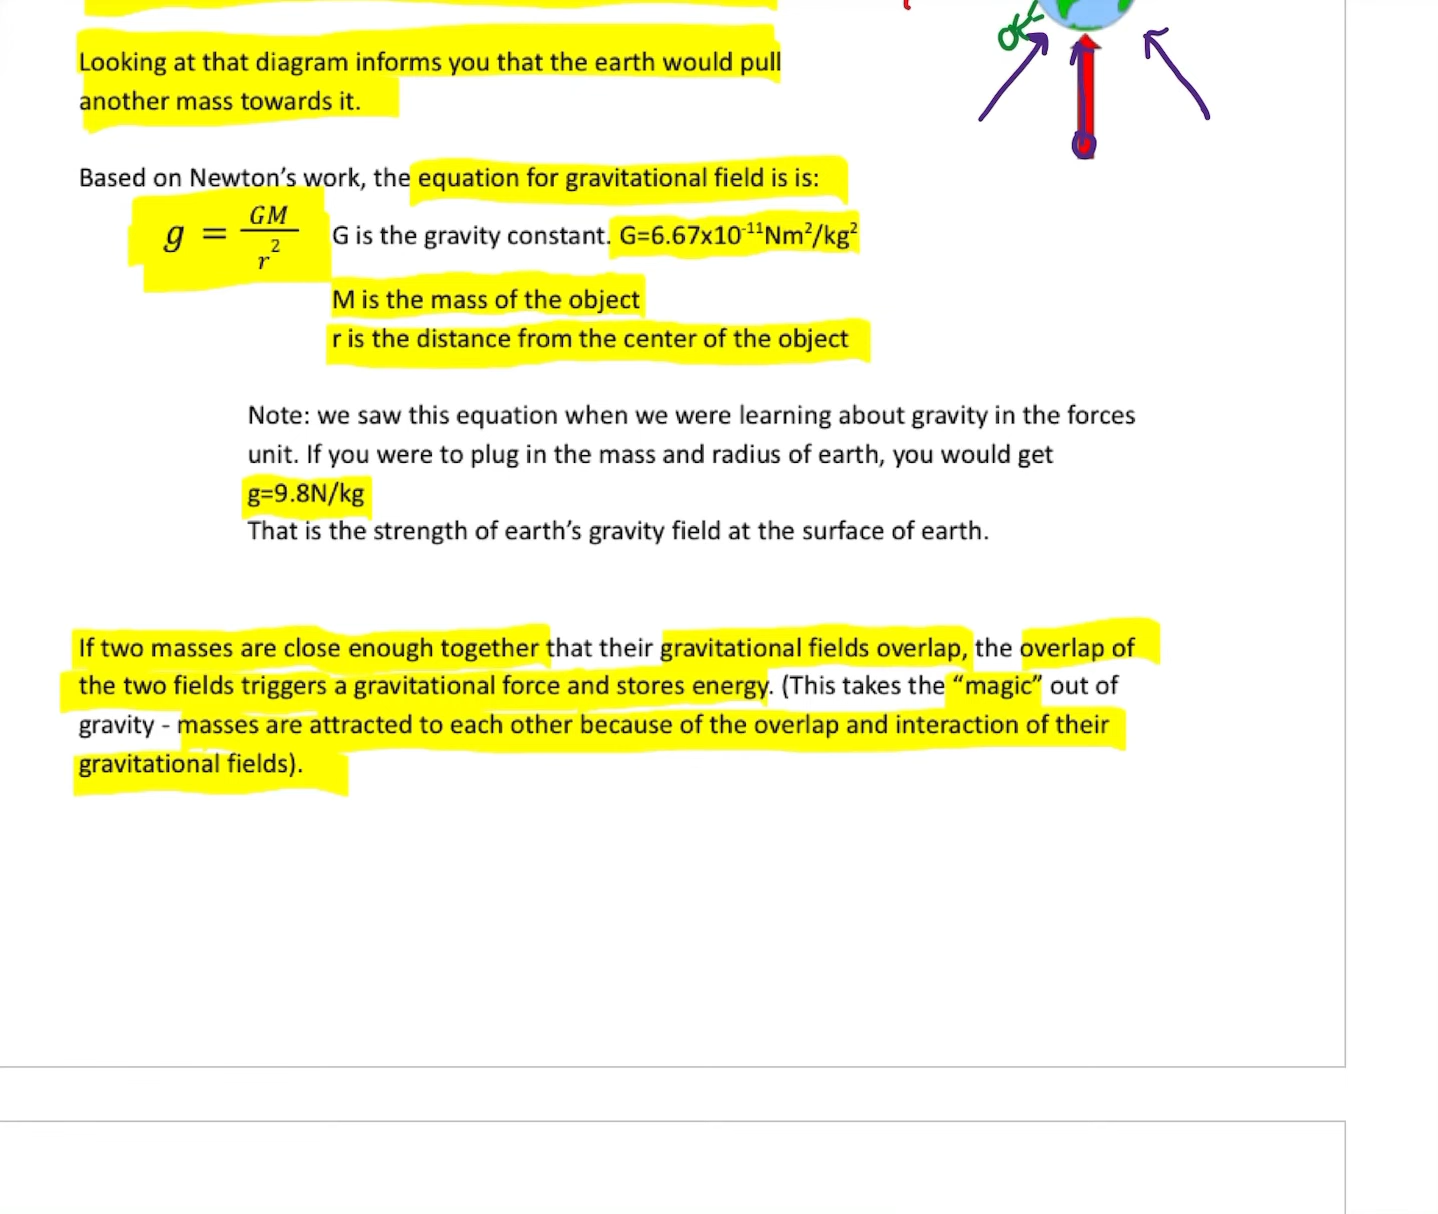 Looking at that diagram informs you that the earth would pull
another mass towards it.
Based on Newton's work, the equation for gravitational field is is:
g = GM / r²
G is the gravity constant. G=6.67x10⁻¹¹Nm²/kg²
M is the mass of the object
r is the distance from the center of the object
Note: we saw this equation when we were learning about gravity in the forces
unit. If you were to plug in the mass and radius of earth, you would get
g=9.8N/kg
That is the strength of earth's gravity field at the surface of earth.
If two masses are close enough together that their gravitational fields overlap, the overlap of
the two fields triggers a gravitational force and stores energy. (This takes the “magic” out of
gravity - masses are attracted to each other because of the overlap and interaction of their
gravitational fields).